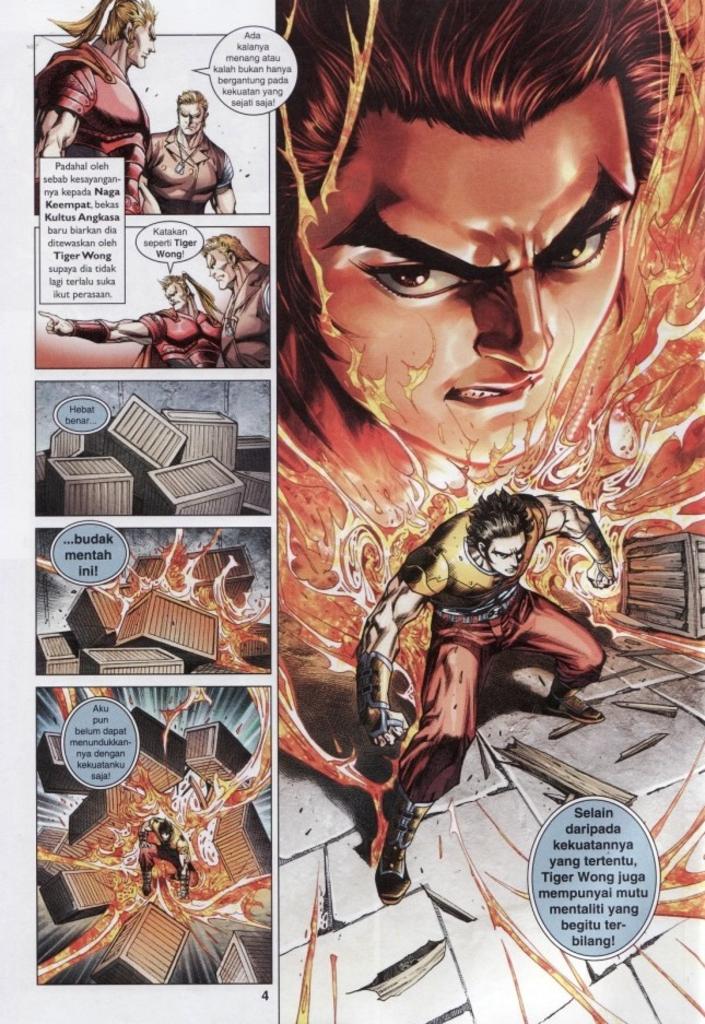 Ada
kalanya
menang atau
kalah bukan hanya
bergantung pada
kekuatan yang
sejati saja!
Padahal oleh
sebab kesayangan-
nya kepada Naga
Keempat, bekas
Kultus Angkasa
baru biarkan dia
ditewaskan oleh
Tiger Wong
supaya dia tidak
lagi terlalu suka
ikut perasaan.
Katakan
seperti Tiger
Wong!
Hebat
benar...
...budak
mentah
ini!
Aku
pun
belum dapat
menundukkan-
nya dengan
kekuatanku
saja!
Selain
daripada
kekuatannya
yang tertentu,
Tiger Wong juga
mempunyai mutu
mentaliti yang
begitu ter-
bilang!
4